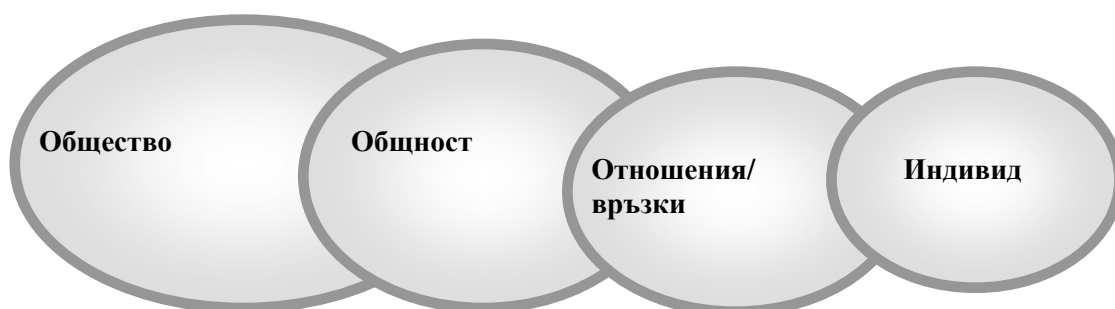 Общество
Общност
Отношения/
връзки
Индивид